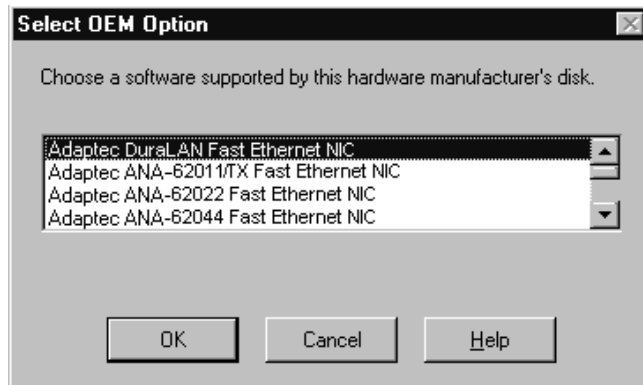 Select OEM Option
Choose a software supported by this hardware manufacturer's disk.
Adaptec DuraLAN Fast Ethernet NIC
Adaptec ANA-62011/TX Fast Ethernet NIC
Adaptec ANA-62022 Fast Ethernet NIC
Adaptec ANA-62044 Fast Ethernet NIC
OK
Cancel
Help